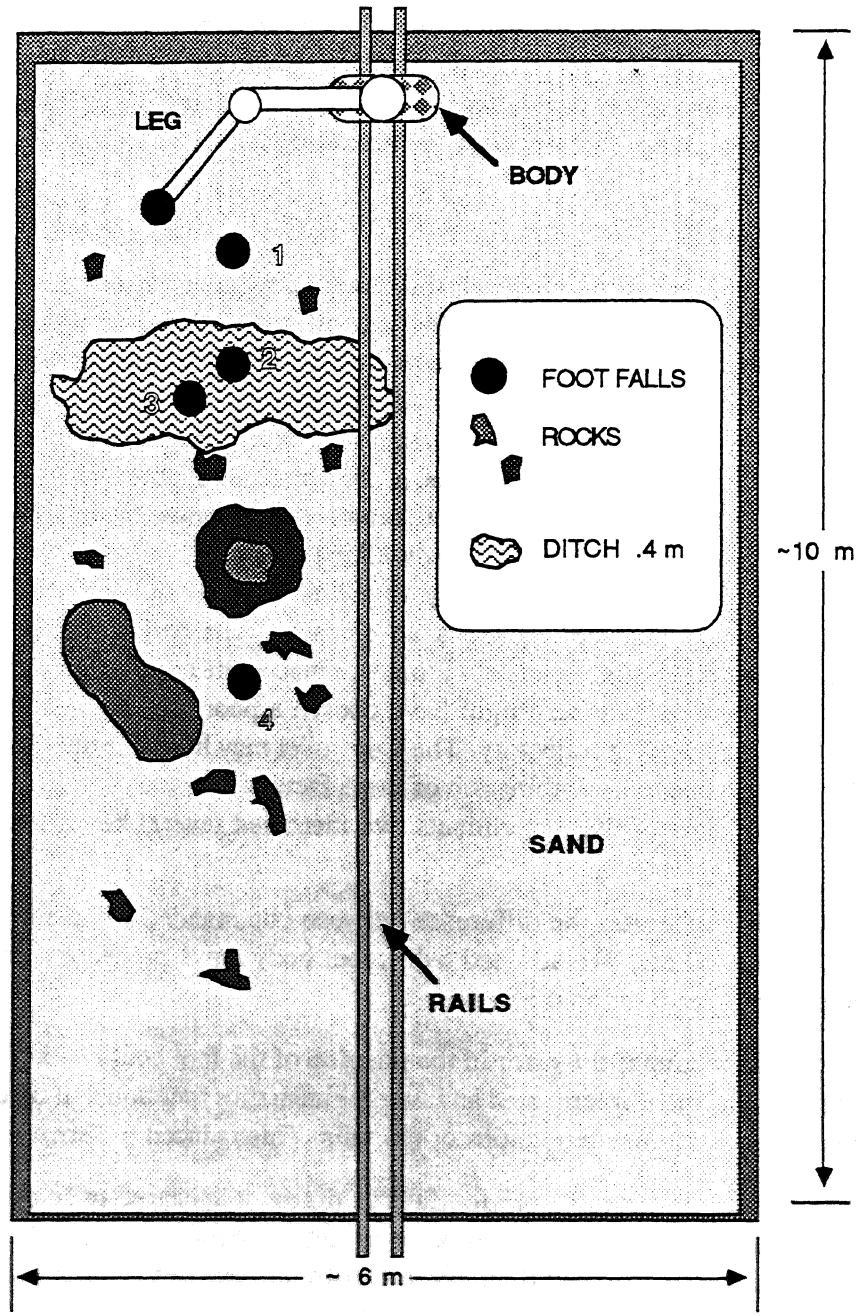 LEG
BODY
1
2
3
FOOT FALLS
ROCKS
DITCH .4 m
~10 m
4
SAND
RAILS
~ 6 m